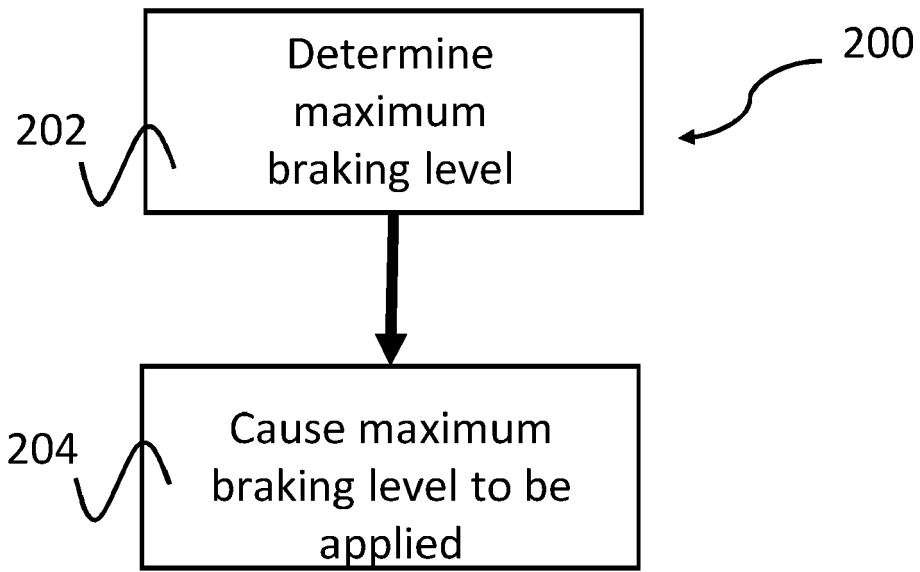 Determine
maximum
braking level
200
202
Cause maximum
braking level to be
applied
204